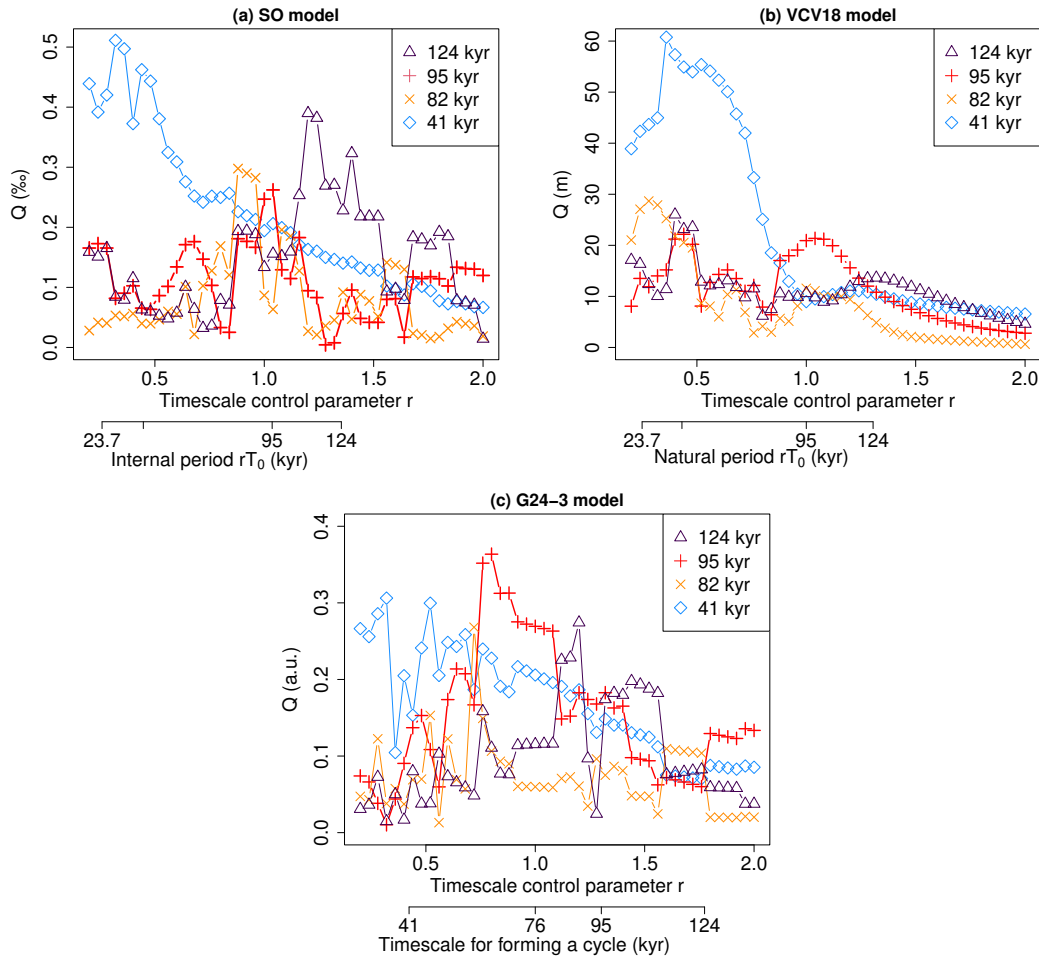 (a) SO model
Q (‰)
0.5
0.4
0.3
0.2
0.1
0.0
124 kyr
95 kyr
82 kyr
41 kyr
0.5 1.0 1.5 2.0
Timescale control parameter r
23.7 95 124
Internal period rT₀ (kyr)
(b) VCV18 model
Q (m)
60
50
40
30
20
10
0
124 kyr
95 kyr
82 kyr
41 kyr
0.5 1.0 1.5 2.0
Timescale control parameter r
23.7 95 124
Natural period rT₀ (kyr)
(c) G24−3 model
Q (a.u.)
0.4
0.3
0.2
0.1
0.0
124 kyr
95 kyr
82 kyr
41 kyr
0.5 1.0 1.5 2.0
Timescale control parameter r
41 76 95 124
Timescale for forming a cycle (kyr)